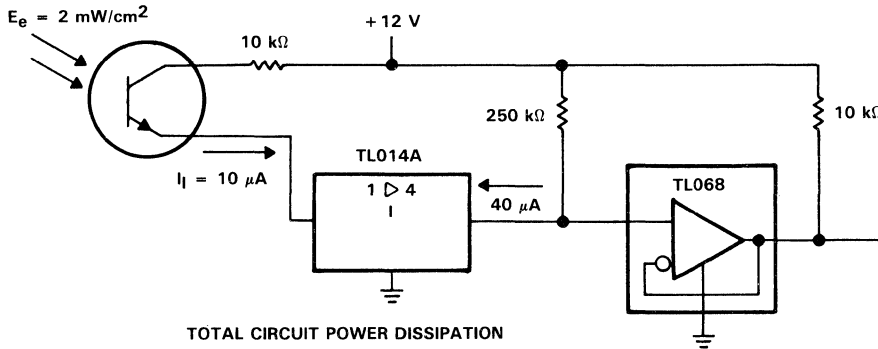 Ee = 2 mW/cm2
+12 V
10 kΩ
250 kΩ
10 kΩ
TL014A
TL068
II = 10 μA
1 ▷ 4
I
40 μA
TOTAL CIRCUIT POWER DISSIPATION